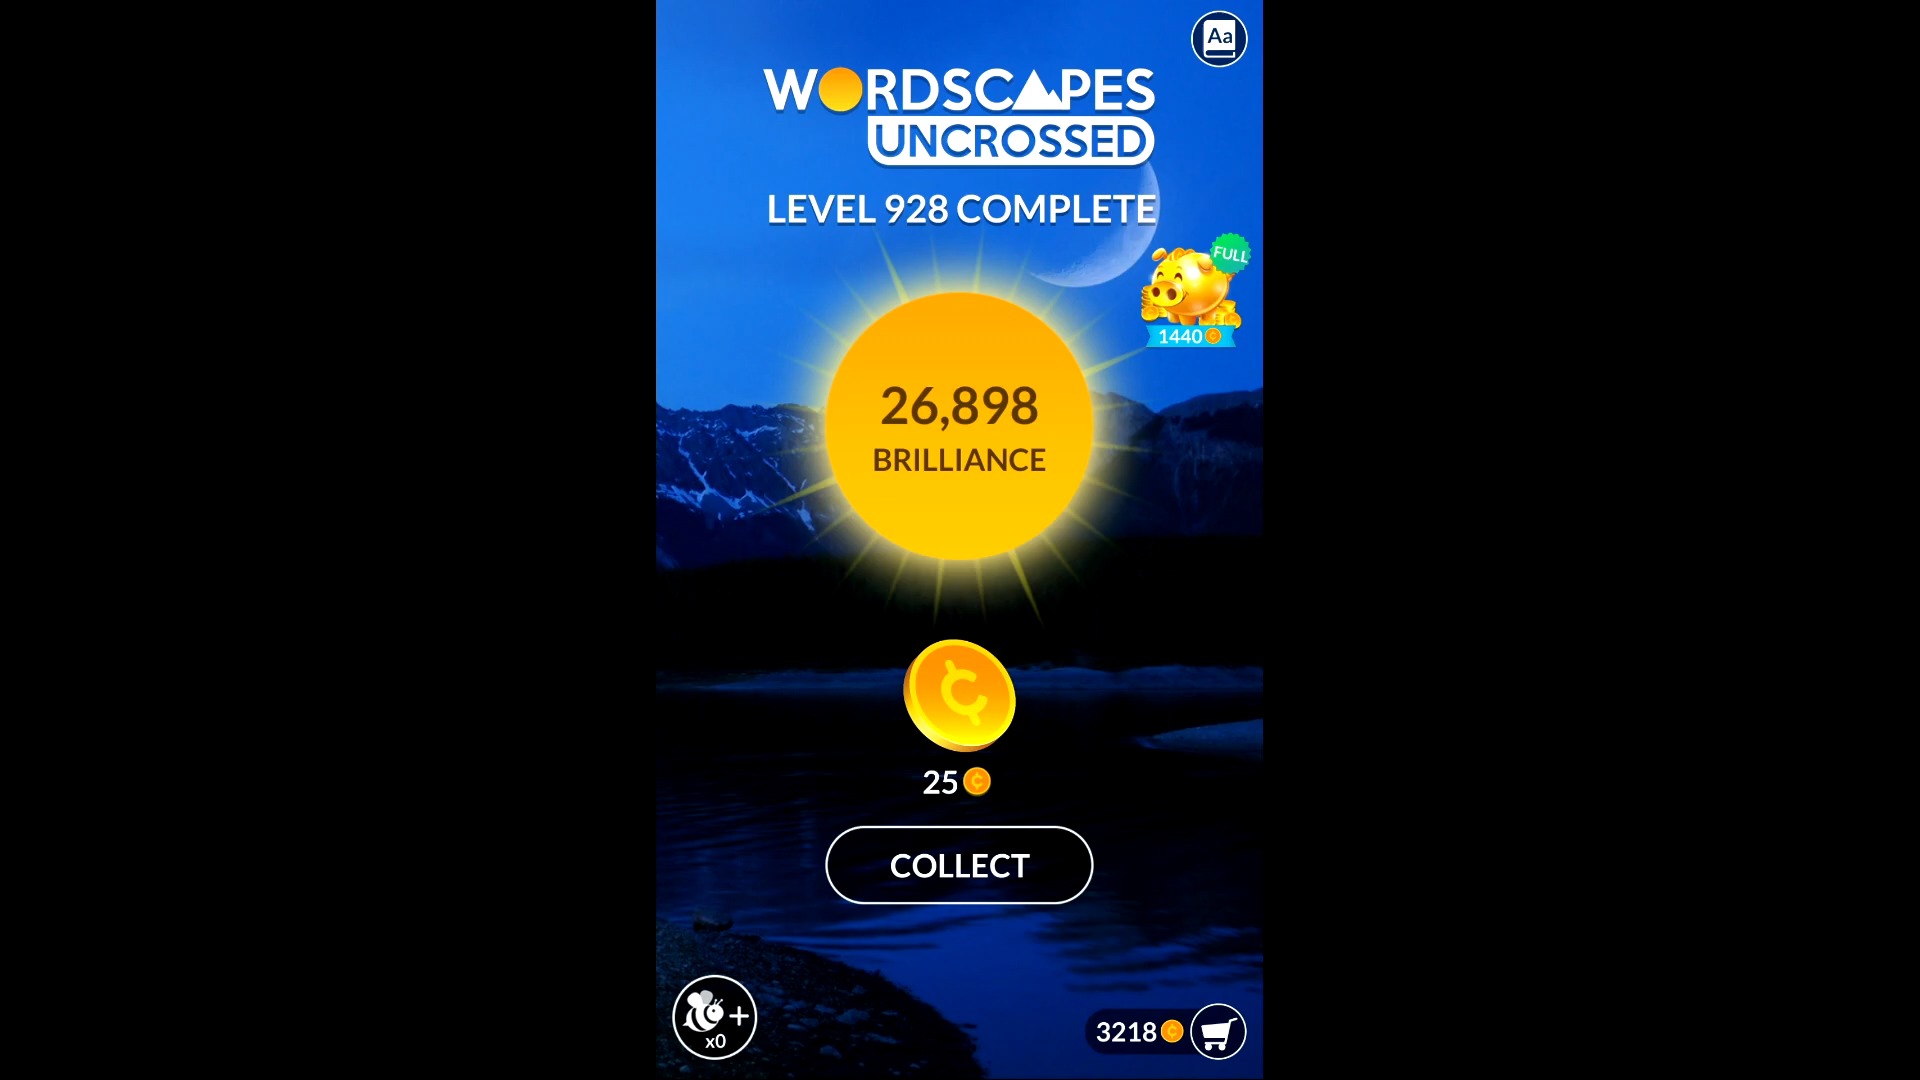 Aa
WORDSCAPES
UNCROSSED
LEVEL 928 COMPLETE
FULL
1440
26,898
BRILLIANCE
25
COLLECT
x0
3218